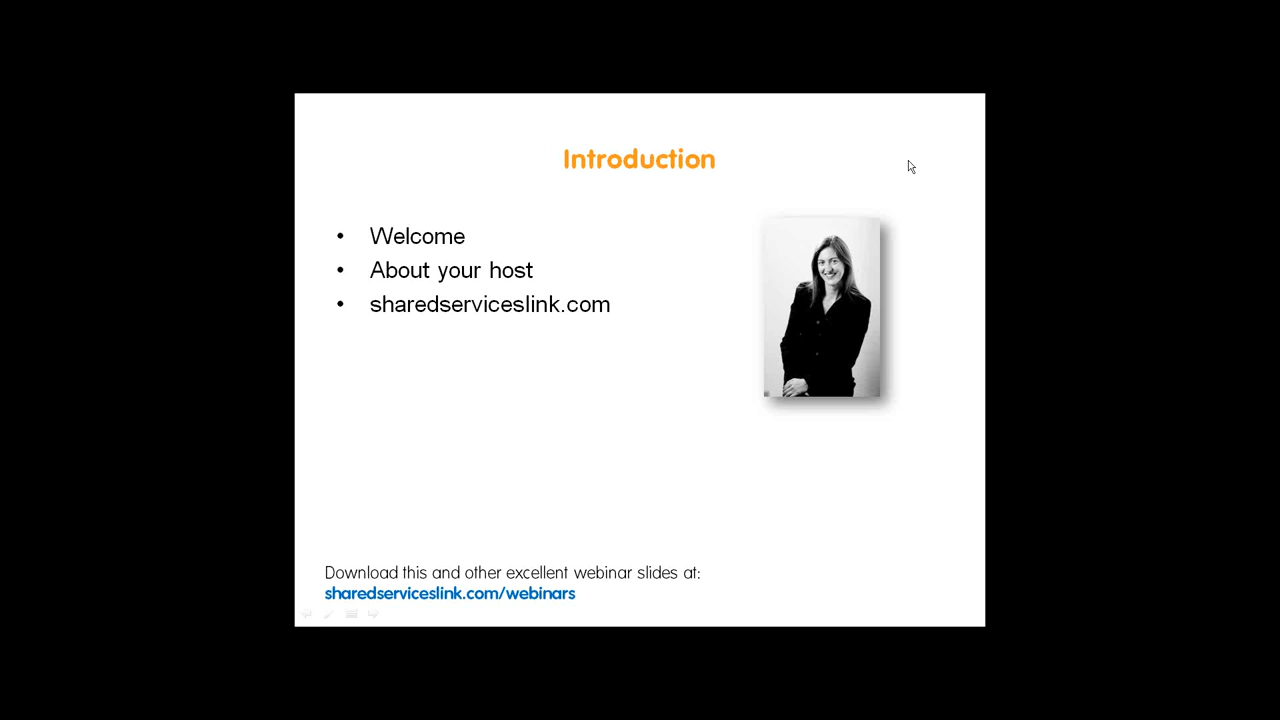 Introduction
• Welcome
• About your host
• sharedserviceslink.com
Download this and other excellent webinar slides at:
sharedserviceslink.com/webinars